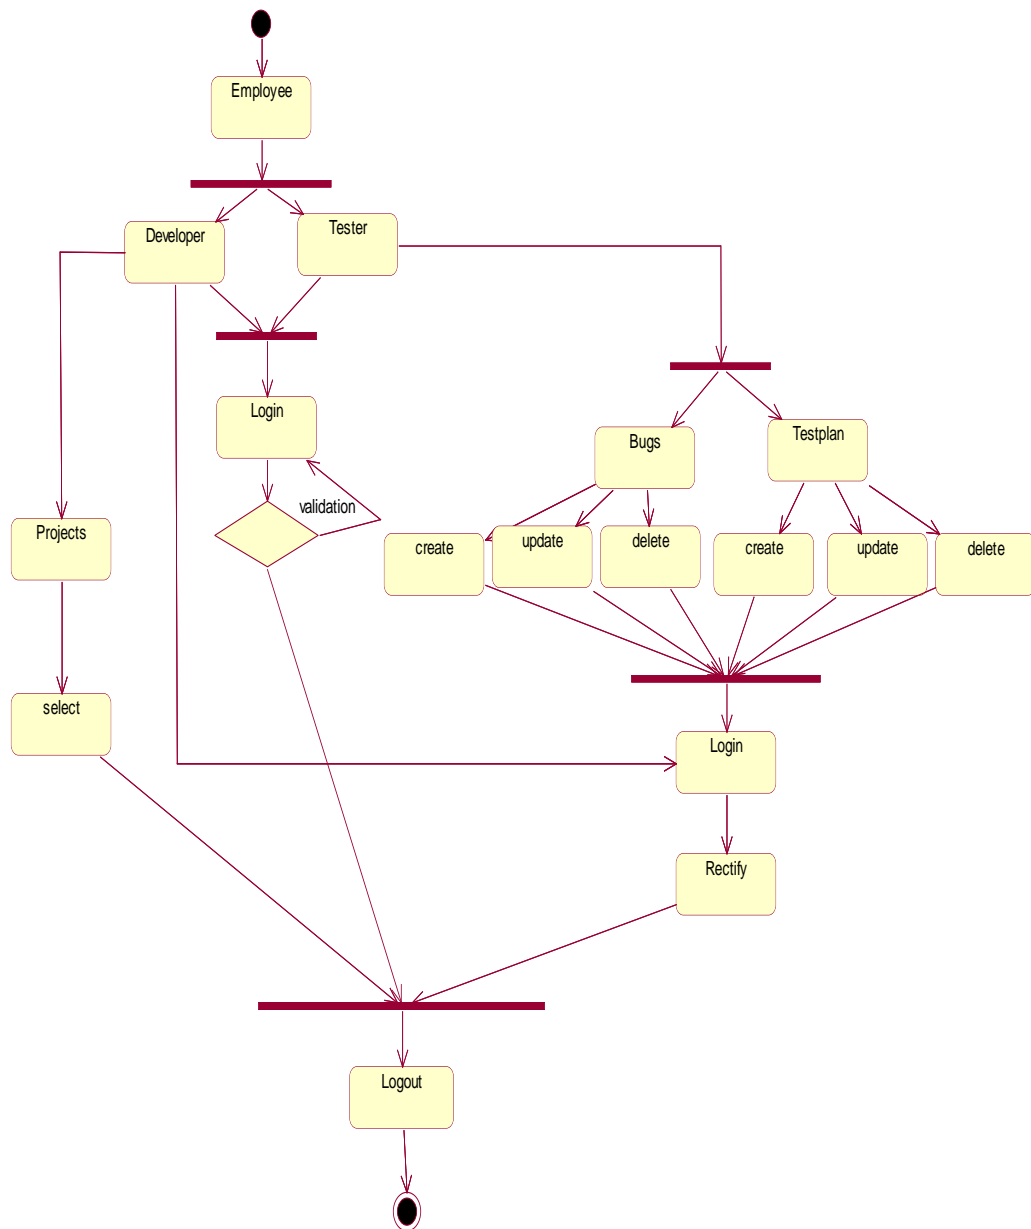 Employee
Developer
Tester
Login
Bugs
Testplan
validation
Projects
create
update
delete
create
update
delete
select
Login
Rectify
Logout